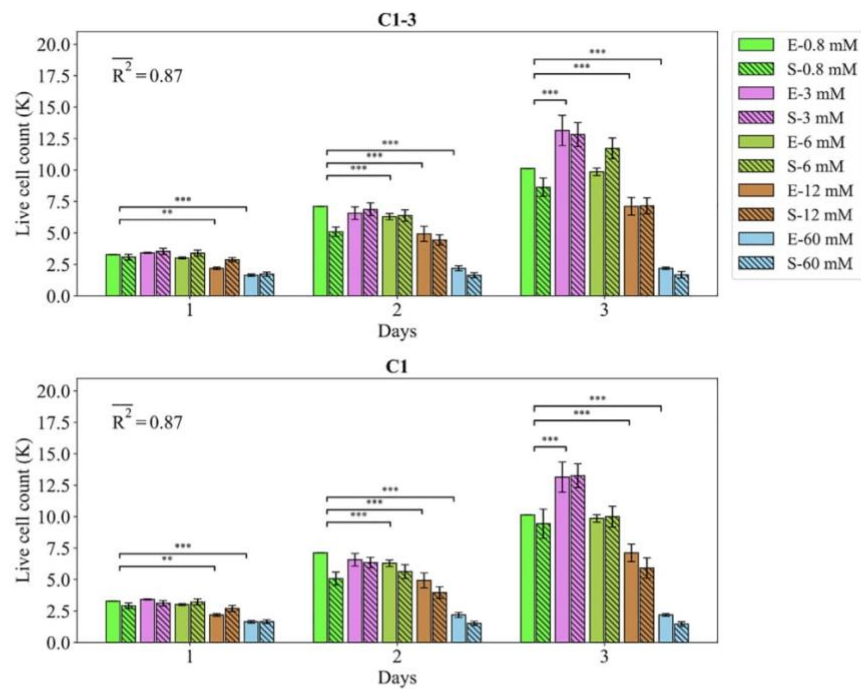 C1-3
20.0
17.5
15.0
12.5
10.0
7.5
5.0
2.5
0.0
Live cell count (K)
R² = 0.87
***
**
***
***
***
***
***
***
1
2
3
Days
E-0.8 mM
S-0.8 mM
E-3 mM
S-3 mM
E-6 mM
S-6 mM
E-12 mM
S-12 mM
E-60 mM
S-60 mM
C1
20.0
17.5
15.0
12.5
10.0
7.5
5.0
2.5
0.0
Live cell count (K)
R² = 0.87
***
**
***
***
***
***
***
***
1
2
3
Days